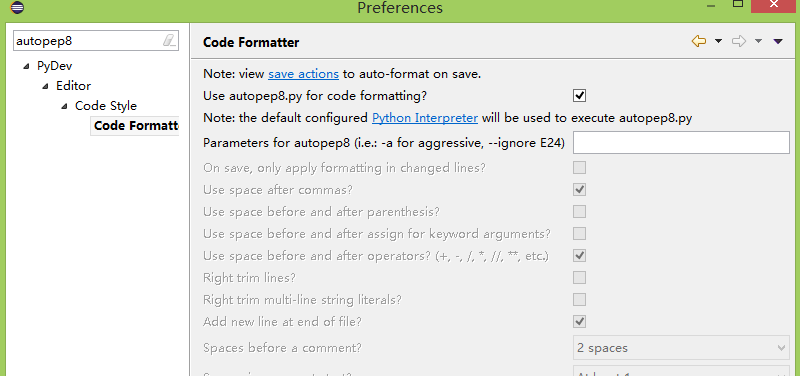 Preferences
autopep8
PyDev
Editor
Code Style
Code Formatte
Code Formatter
Note: view save actions to auto-format on save.
Use autopep8.py for code formatting?
Note: the default configured Python Interpreter will be used to execute autopep8.py
Parameters for autopep8 (i.e.: -a for aggressive, --ignore E24)
On save, only apply formatting in changed lines?
Use space after commas?
Use space before and after parenthesis?
Use space before and after assign for keyword arguments?
Use space before and after operators? (+, -, /, *, //, **, etc.)
Right trim lines?
Right trim multi-line string literals?
Add new line at end of file?
Spaces before a comment? 2 spaces